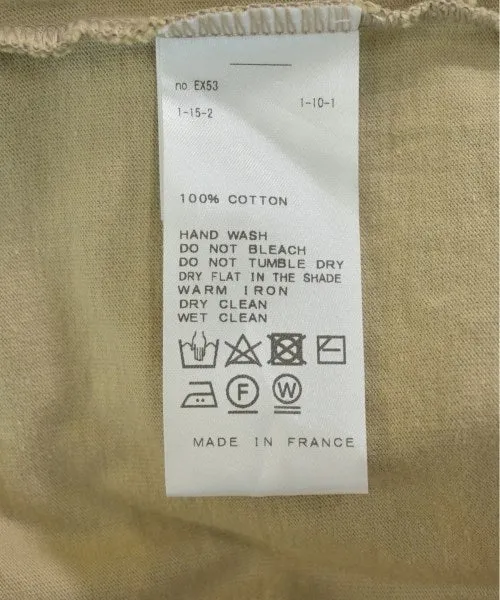 no EX53
1-10-1
1-15-2
100% COTTON
HAND WASH
DO NOT BLEACH
DO NOT TUMBLE DRY
DRY FLAT IN THE SHADE
WARM IRON
DRY CLEAN
WET CLEAN
F W
MADE IN FRANCE